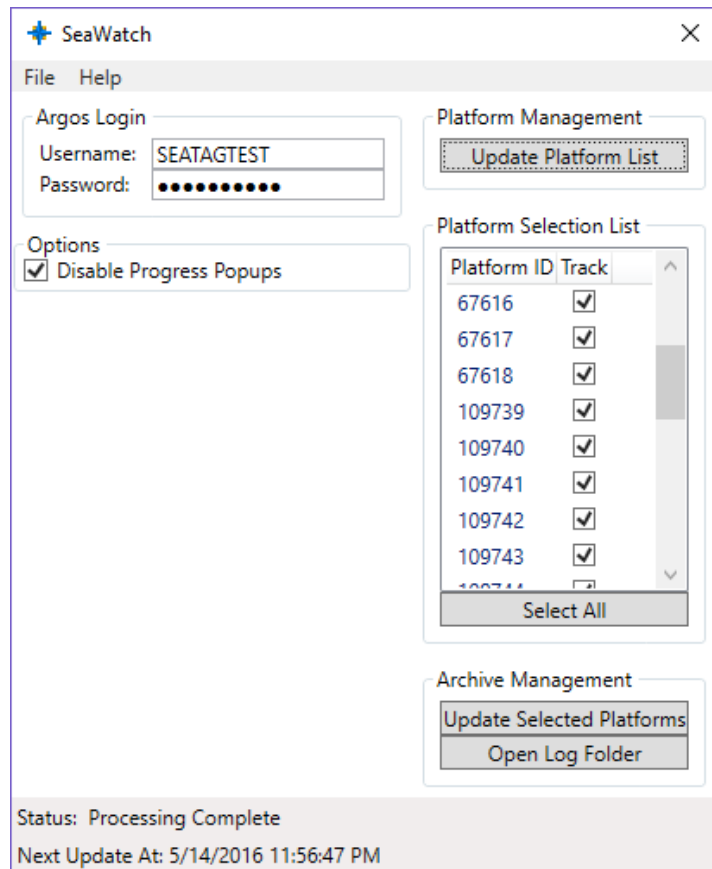 SeaWatch
File Help
Argos Login
Username: SEATAGTEST
Password: ●●●●●●●●●●
Options
Disable Progress Popups
Platform Management
Update Platform List
Platform Selection List
Platform ID Track
67616
67617
67618
109739
109740
109741
109742
109743
109744
Select All
Archive Management
Update Selected Platforms
Open Log Folder
Status: Processing Complete
Next Update At: 5/14/2016 11:56:47 PM